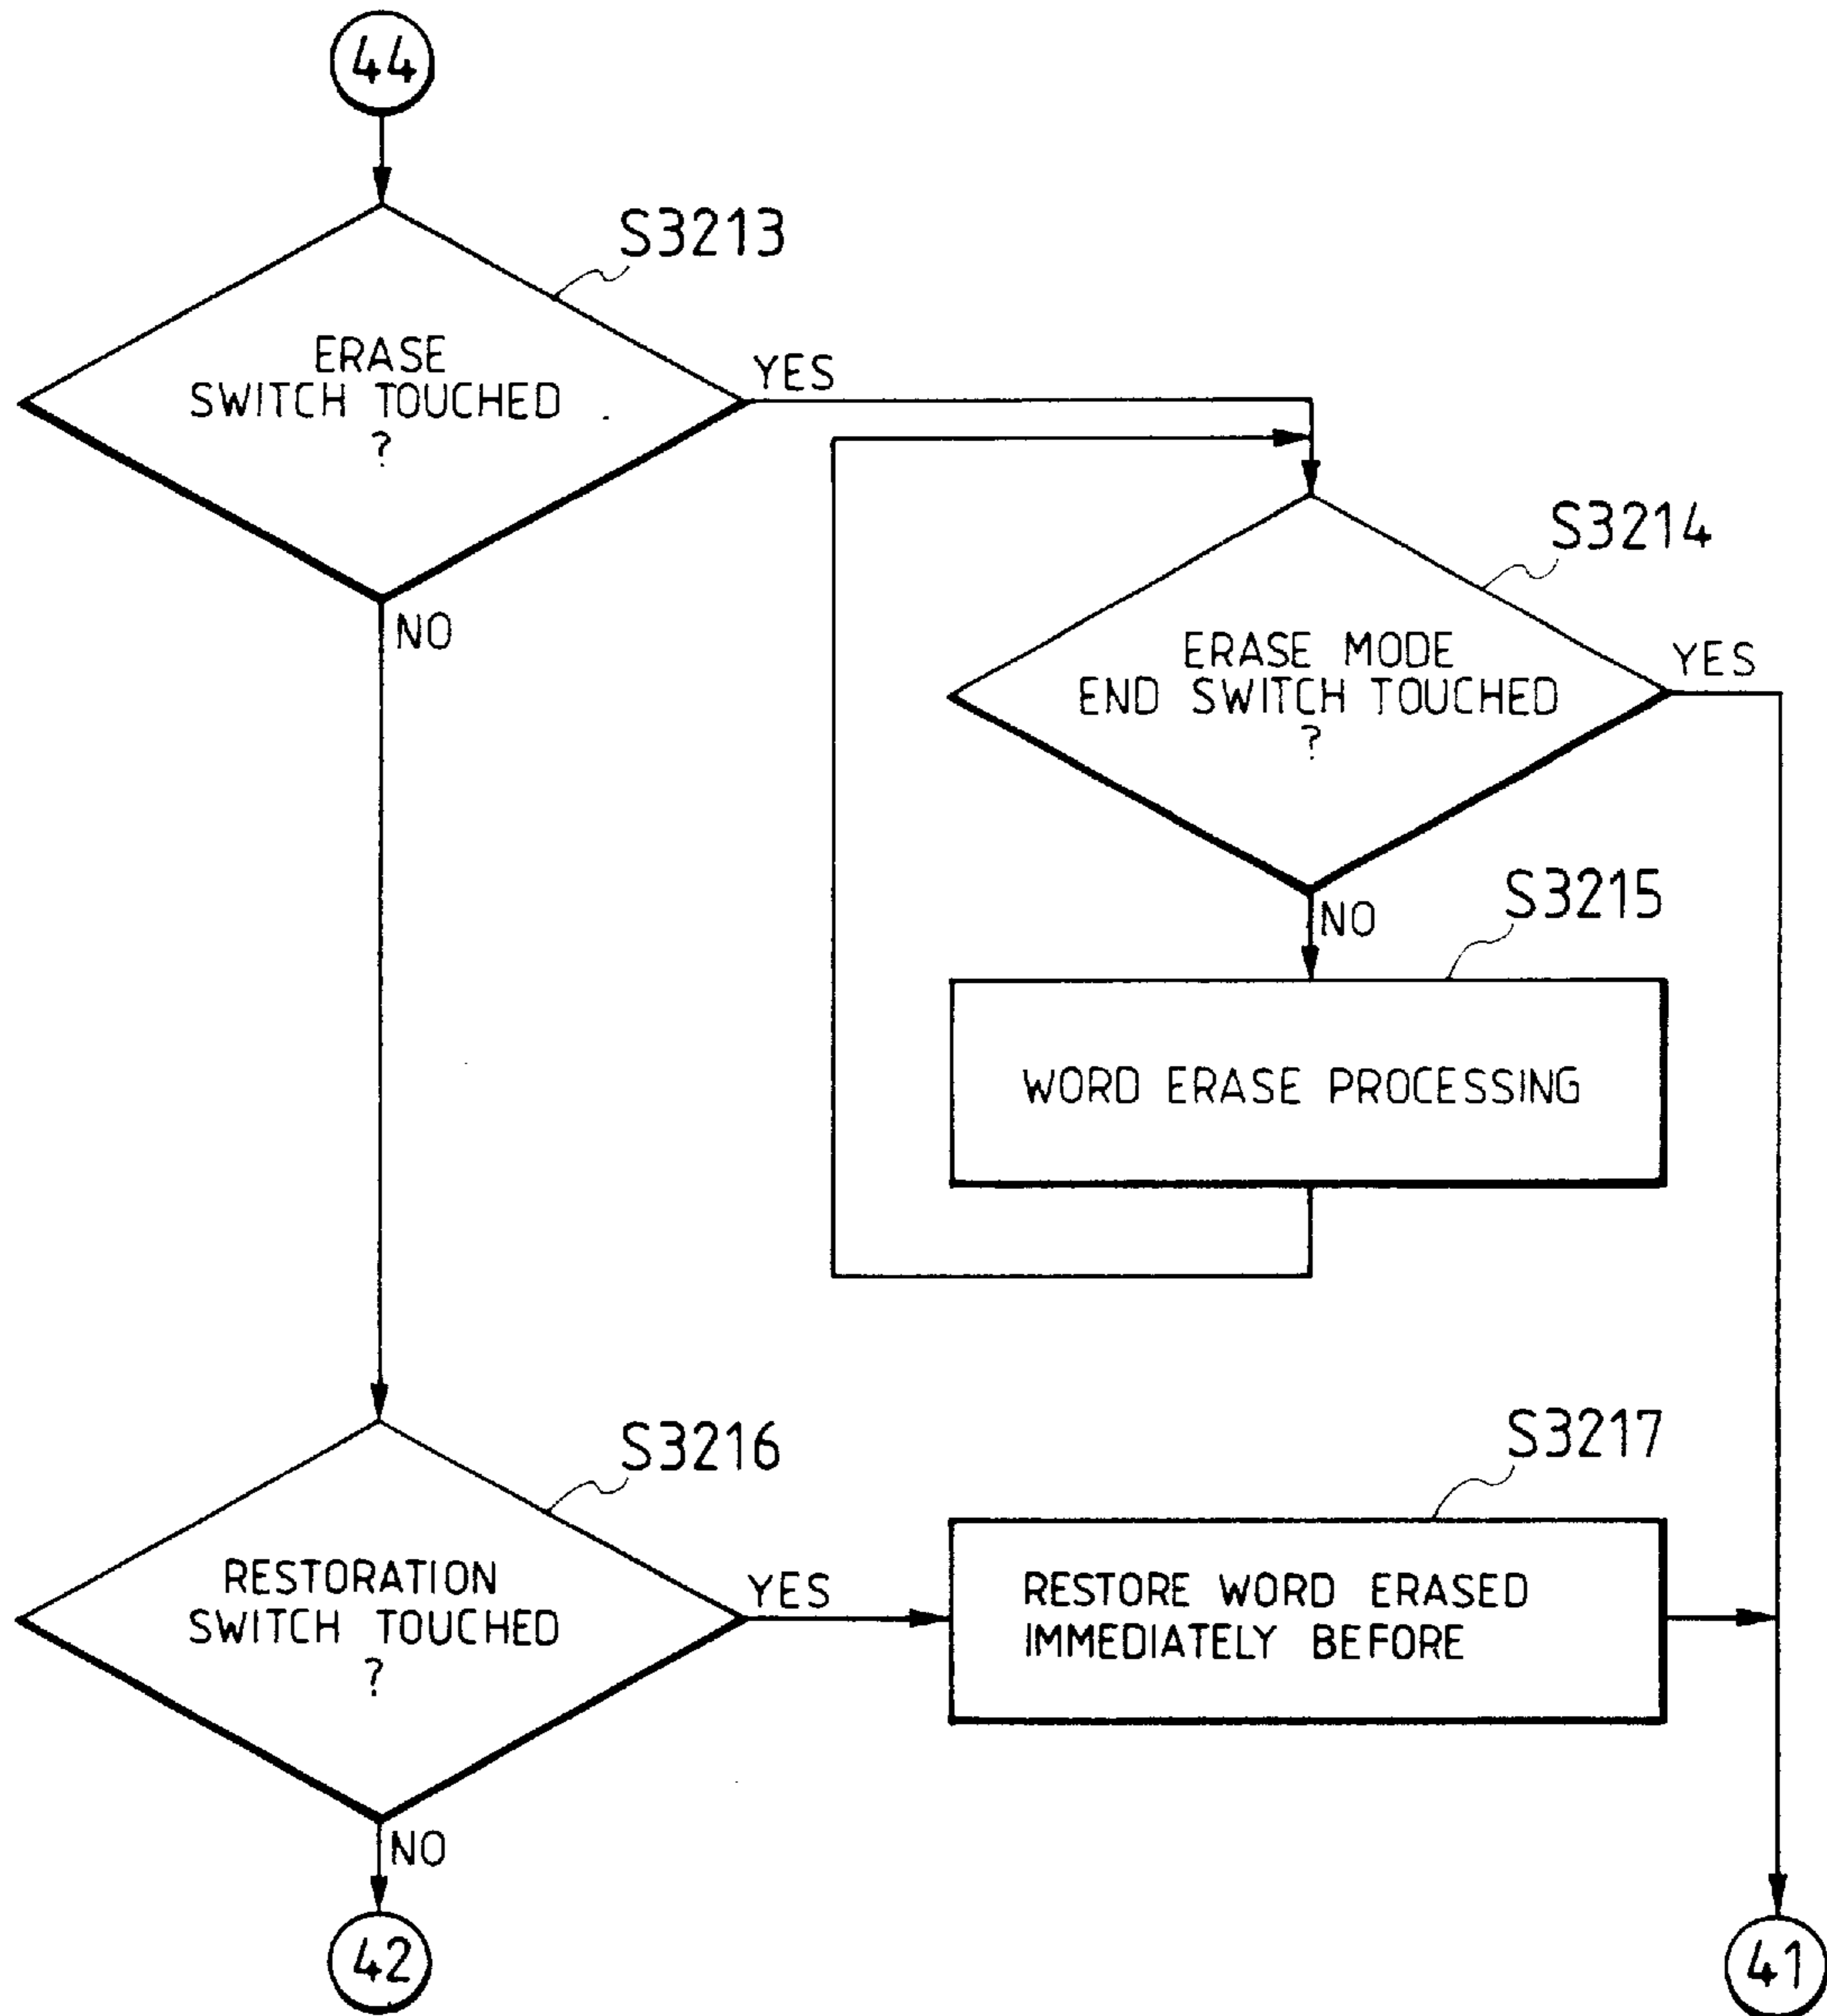 44
S3213
ERASE
SWITCH TOUCHED
?
YES
NO
S3214
ERASE MODE
END SWITCH TOUCHED
?
YES
NO
S3215
WORD ERASE PROCESSING
S3216
RESTORATION
SWITCH TOUCHED
?
YES
NO
S3217
RESTORE WORD ERASED
IMMEDIATELY BEFORE
42
41